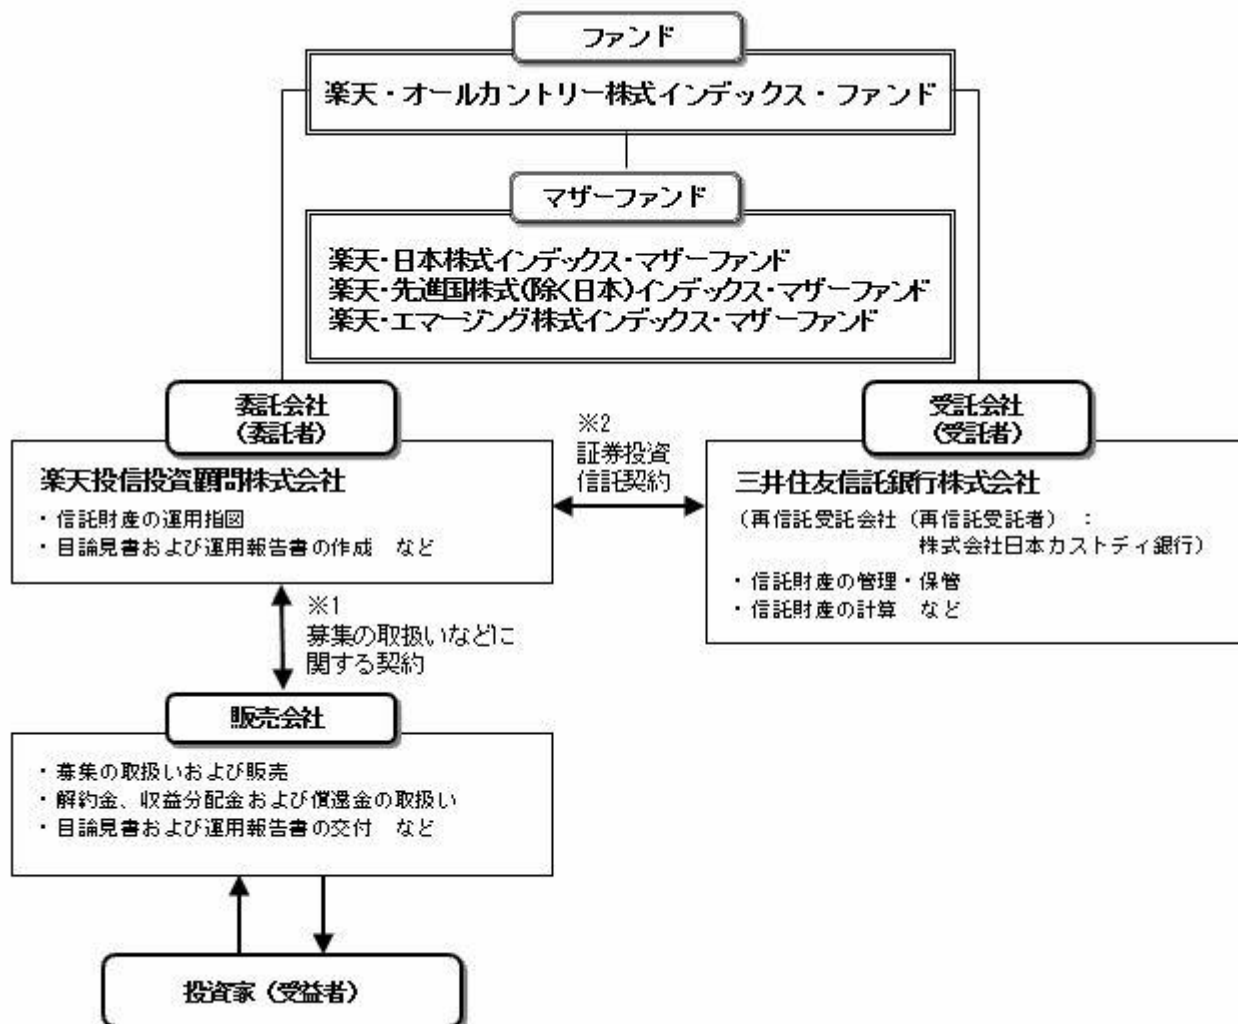 ファンド
楽天・オールカントリー株式インデックス・ファンド
マザーファンド
楽天・日本株式インデックス・マザーファンド
楽天・先進国株式(除く日本)インデックス・マザーファンド
楽天・エマージング株式インデックス・マザーファンド
委託会社
(委託者)
楽天投信投資顧問株式会社
・信託財産の運用指図
・目論見書および運用報告書の作成　など
※2
証券投資
信託契約
受託会社
(受託者)
三井住友信託銀行株式会社
(再信託受託会社(再信託受託者)　:
株式会社日本カストディ銀行)
・信託財産の管理・保管
・信託財産の計算　など
※1
募集の取扱いなどに
関する契約
販売会社
・募集の取扱いおよび販売
・解約金、収益分配金および償還金の取扱い
・目論見書および運用報告書の交付　など
投資家(受益者)